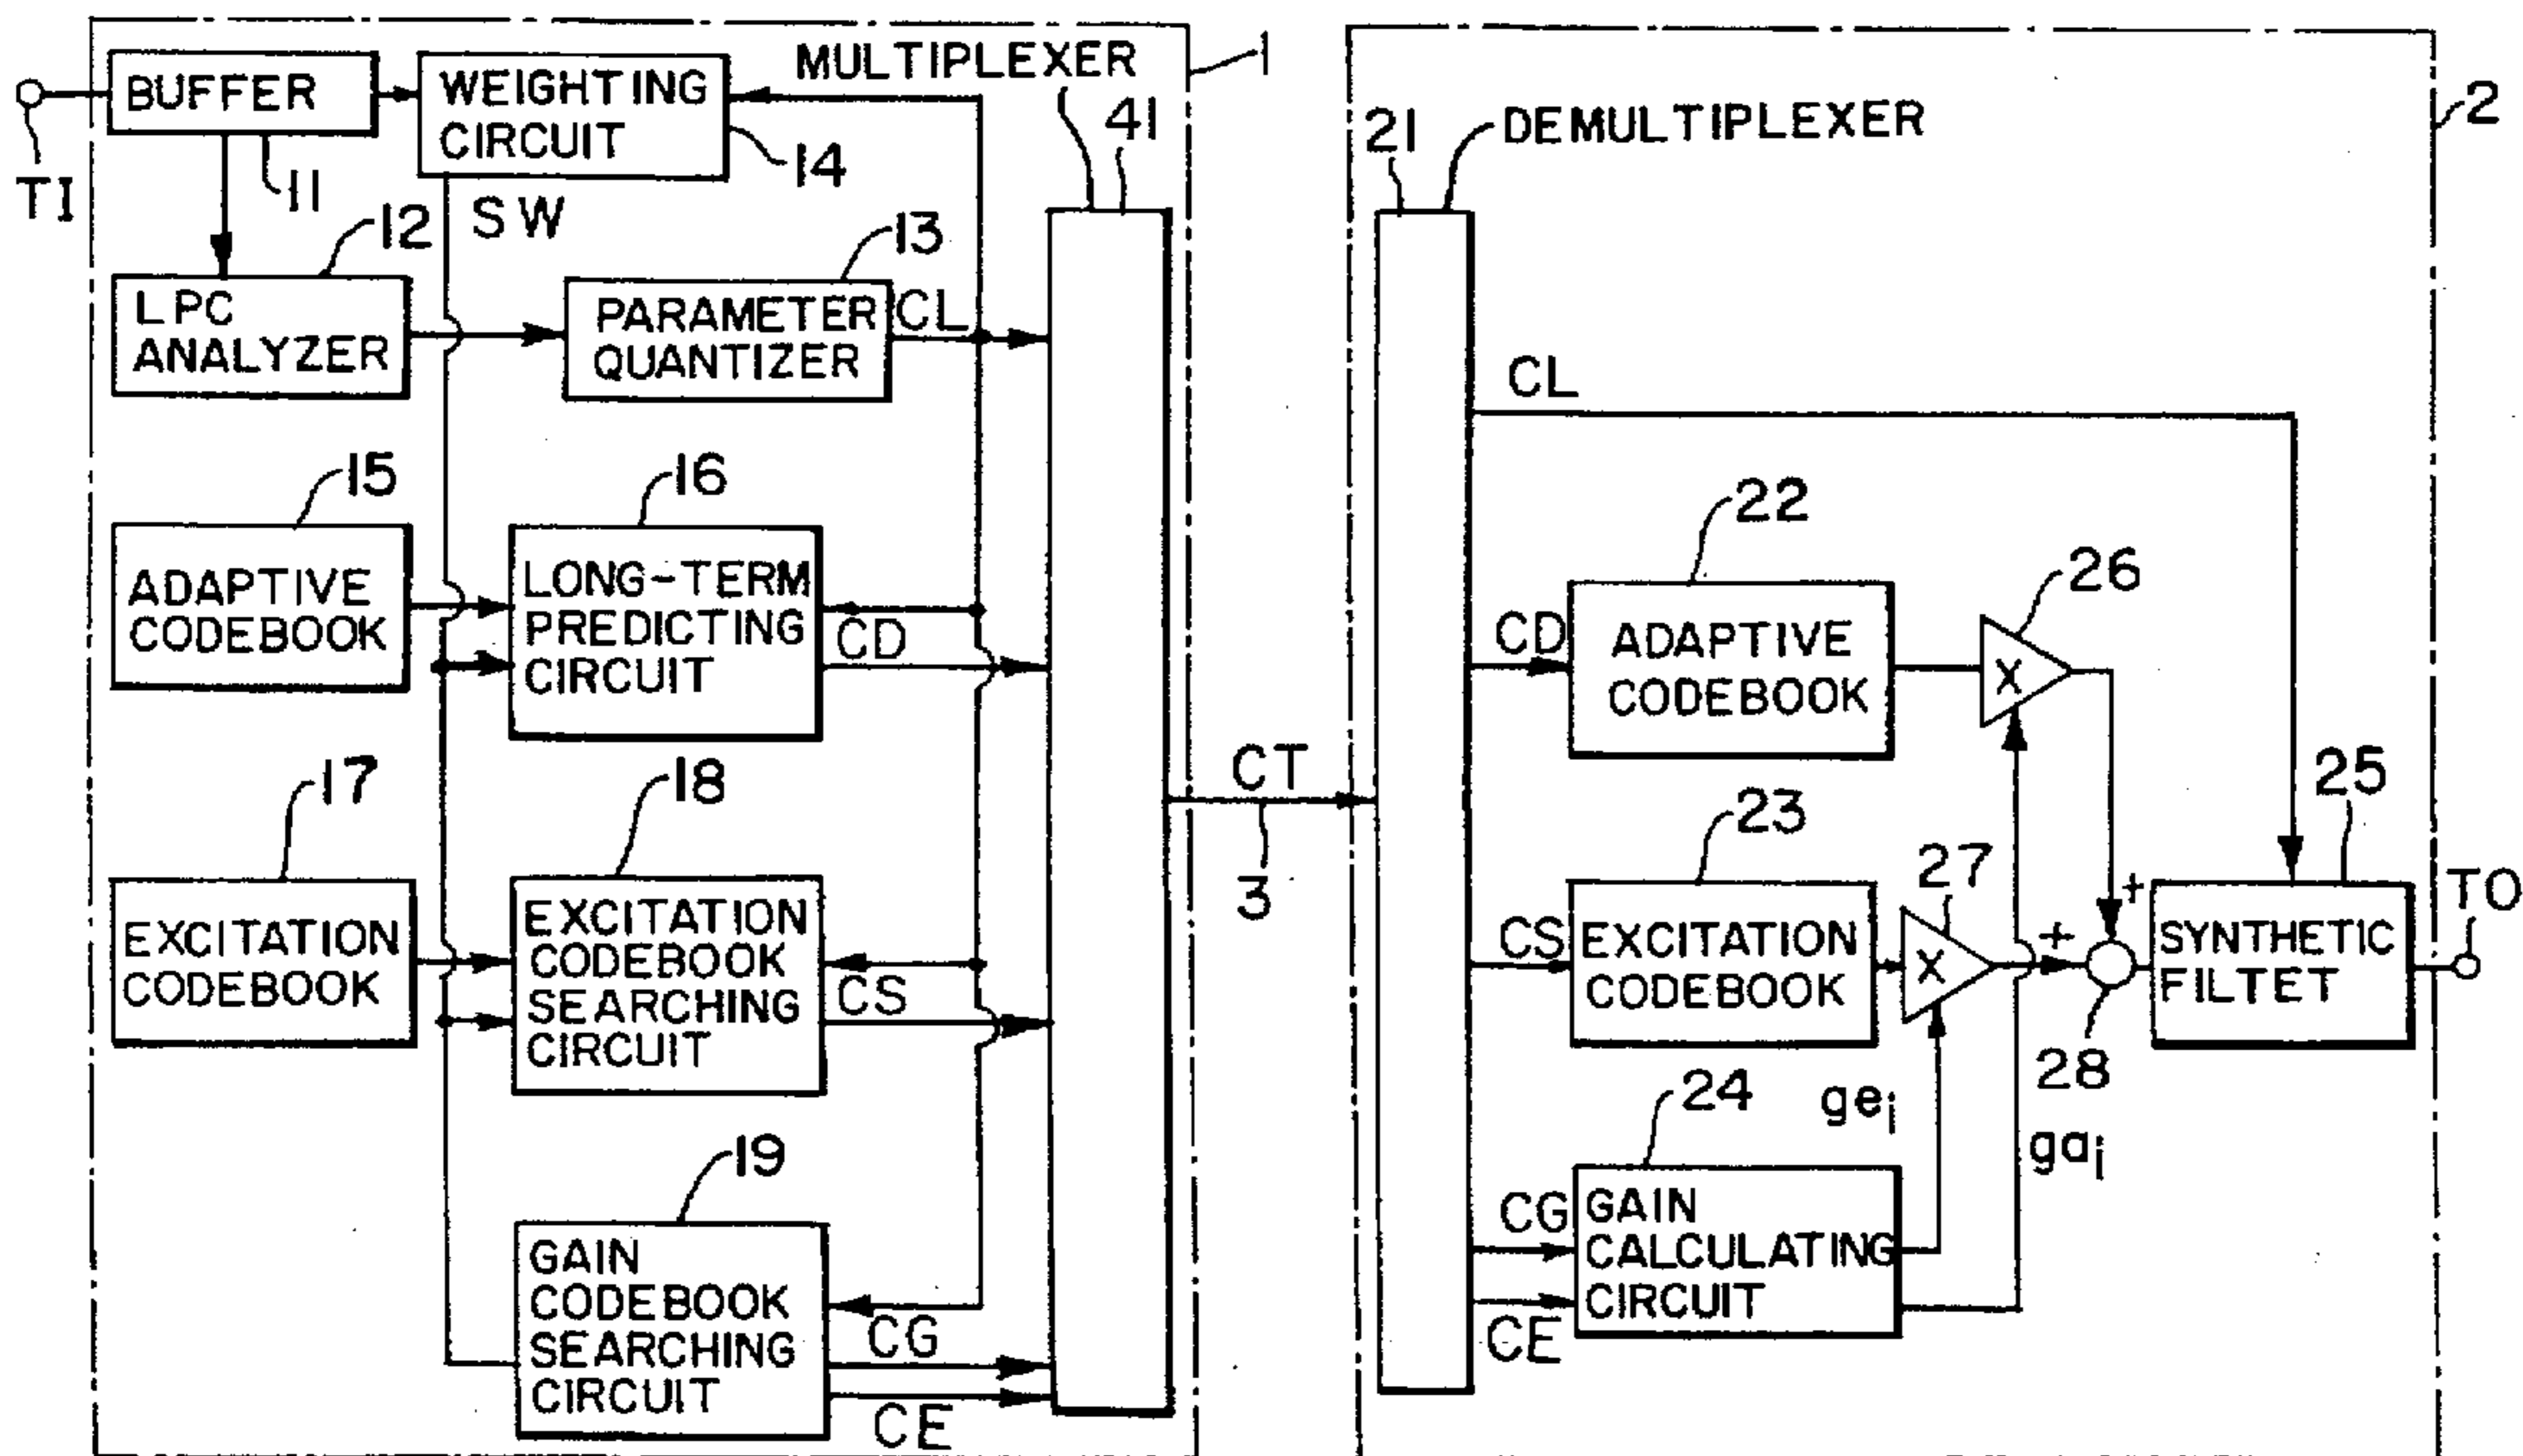 BUFFER
TI
11
WEIGHTING
CIRCUIT
14
SW
MULTIPLEXER
41
1
12
LPC
ANALYZER
13
PARAMETER
QUANTIZER
CL
15
ADAPTIVE
CODEBOOK
16
LONG-TERM
PREDICTING
CIRCUIT
CD
17
EXCITATION
CODEBOOK
18
EXCITATION
CODEBOOK
SEARCHING
CIRCUIT
CS
19
GAIN
CODEBOOK
SEARCHING
CIRCUIT
CG
CE
CT
3
21
DEMULTIPLEXER
2
CL
22
CD
ADAPTIVE
CODEBOOK
26
X
23
CS
EXCITATION
CODEBOOK
27
X
+
+
28
25
SYNTHETIC
FILTET
TO
24
gei
gai
CG
CE
GAIN
CALCULATING
CIRCUIT